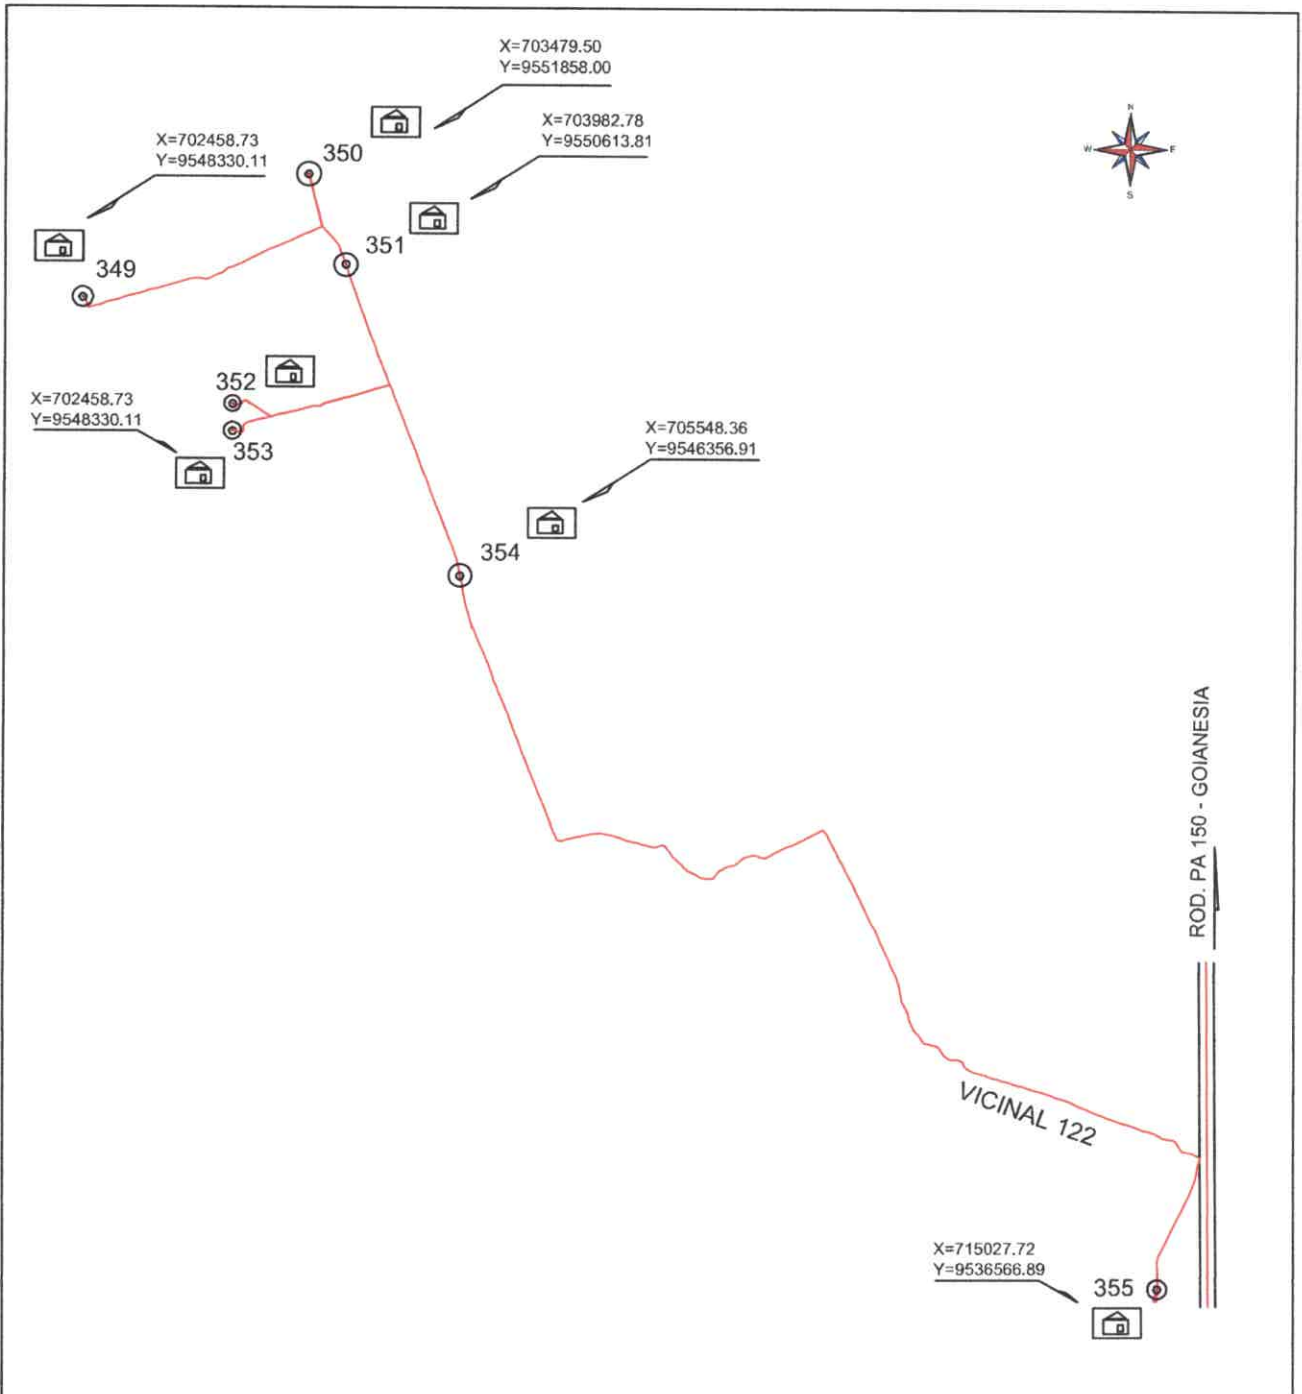 X=703479.50
Y=9551858.00
X=703982.78
Y=9550613.81
X=702458.73
Y=9548330.11
350
N
W
E
S
351
349
352
X=702458.73
Y=9548330.11
353
X=705548.36
Y=9546356.91
354
ROD. PA 150 - GOIANESIA
VICINAL 122
X=715027.72
Y=9536566.89
355